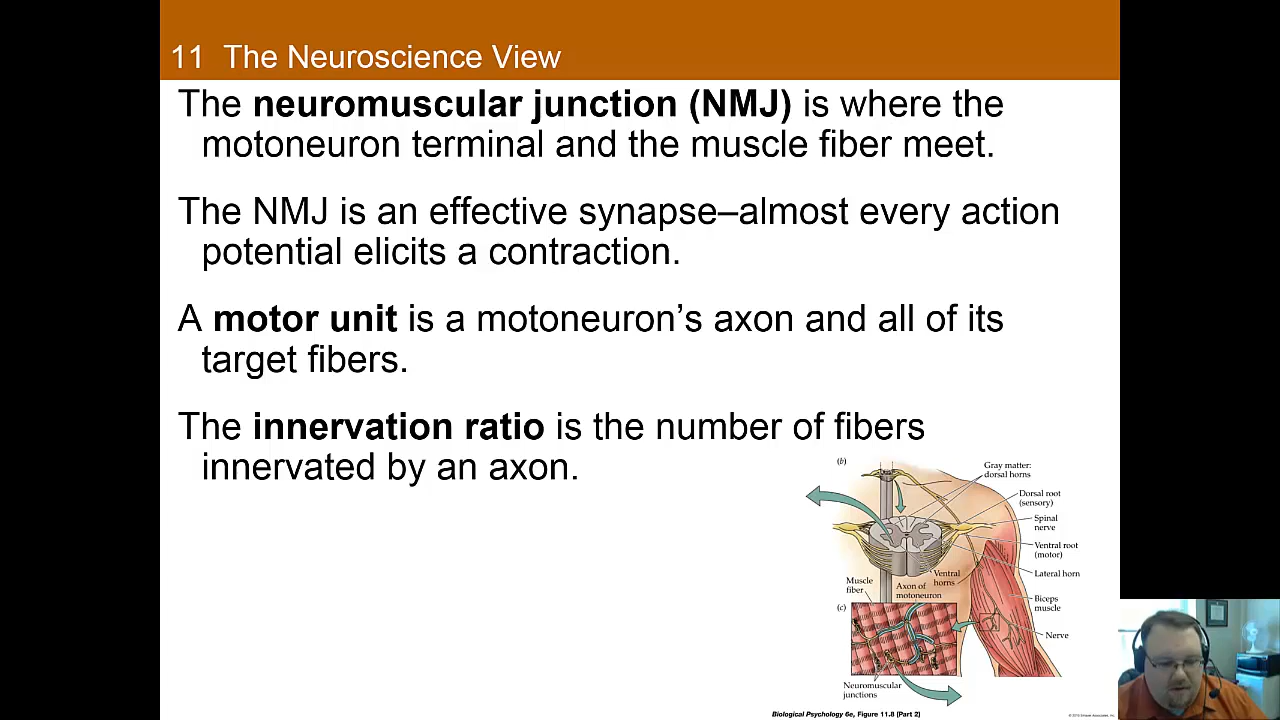 11 The Neuroscience View
The neuromuscular junction (NMJ) is where the
motoneuron terminal and the muscle fiber meet.
The NMJ is an effective synapse–almost every action
potential elicits a contraction.
A motor unit is a motoneuron’s axon and all of its
target fibers.
The innervation ratio is the number of fibers
innervated by an axon.
(b)
Gray matter:
dorsal horns
Dorsal root
(sensory)
Spinal
nerve
Ventral root
(motor)
Lateral horn
Ventral
horns
Muscle
fiber
Axon of
motoneuron
Biceps
muscle
(c)
Nerve
Neuromuscular
junctions
Biological Psychology 6e, Figure 11.8 (Part 2)